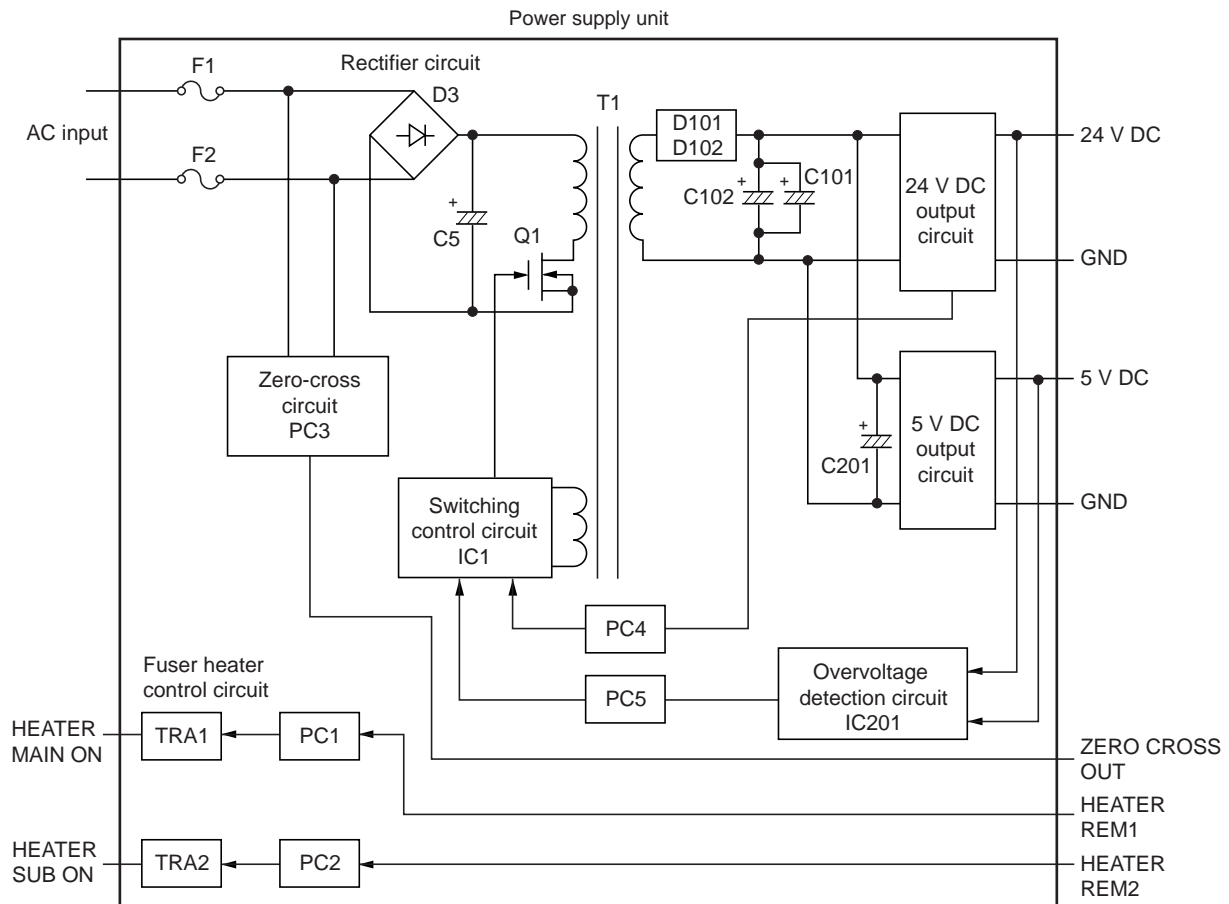 Power supply unit
F1
Rectifier circuit
D3
T1
AC input
F2
D101
D102
24 V DC
+
C5
Q1
+
C102
+
C101
24 V DC
output
circuit
GND
Zero-cross
circuit
PC3
5 V DC
+
C201
5 V DC
output
circuit
GND
Switching
control circuit
IC1
PC4
PC5
Overvoltage
detection circuit
IC201
Fuser heater
control circuit
HEATER
MAIN ON
TRA1
PC1
ZERO CROSS
OUT
HEATER
REM1
HEATER
SUB ON
TRA2
PC2
HEATER
REM2